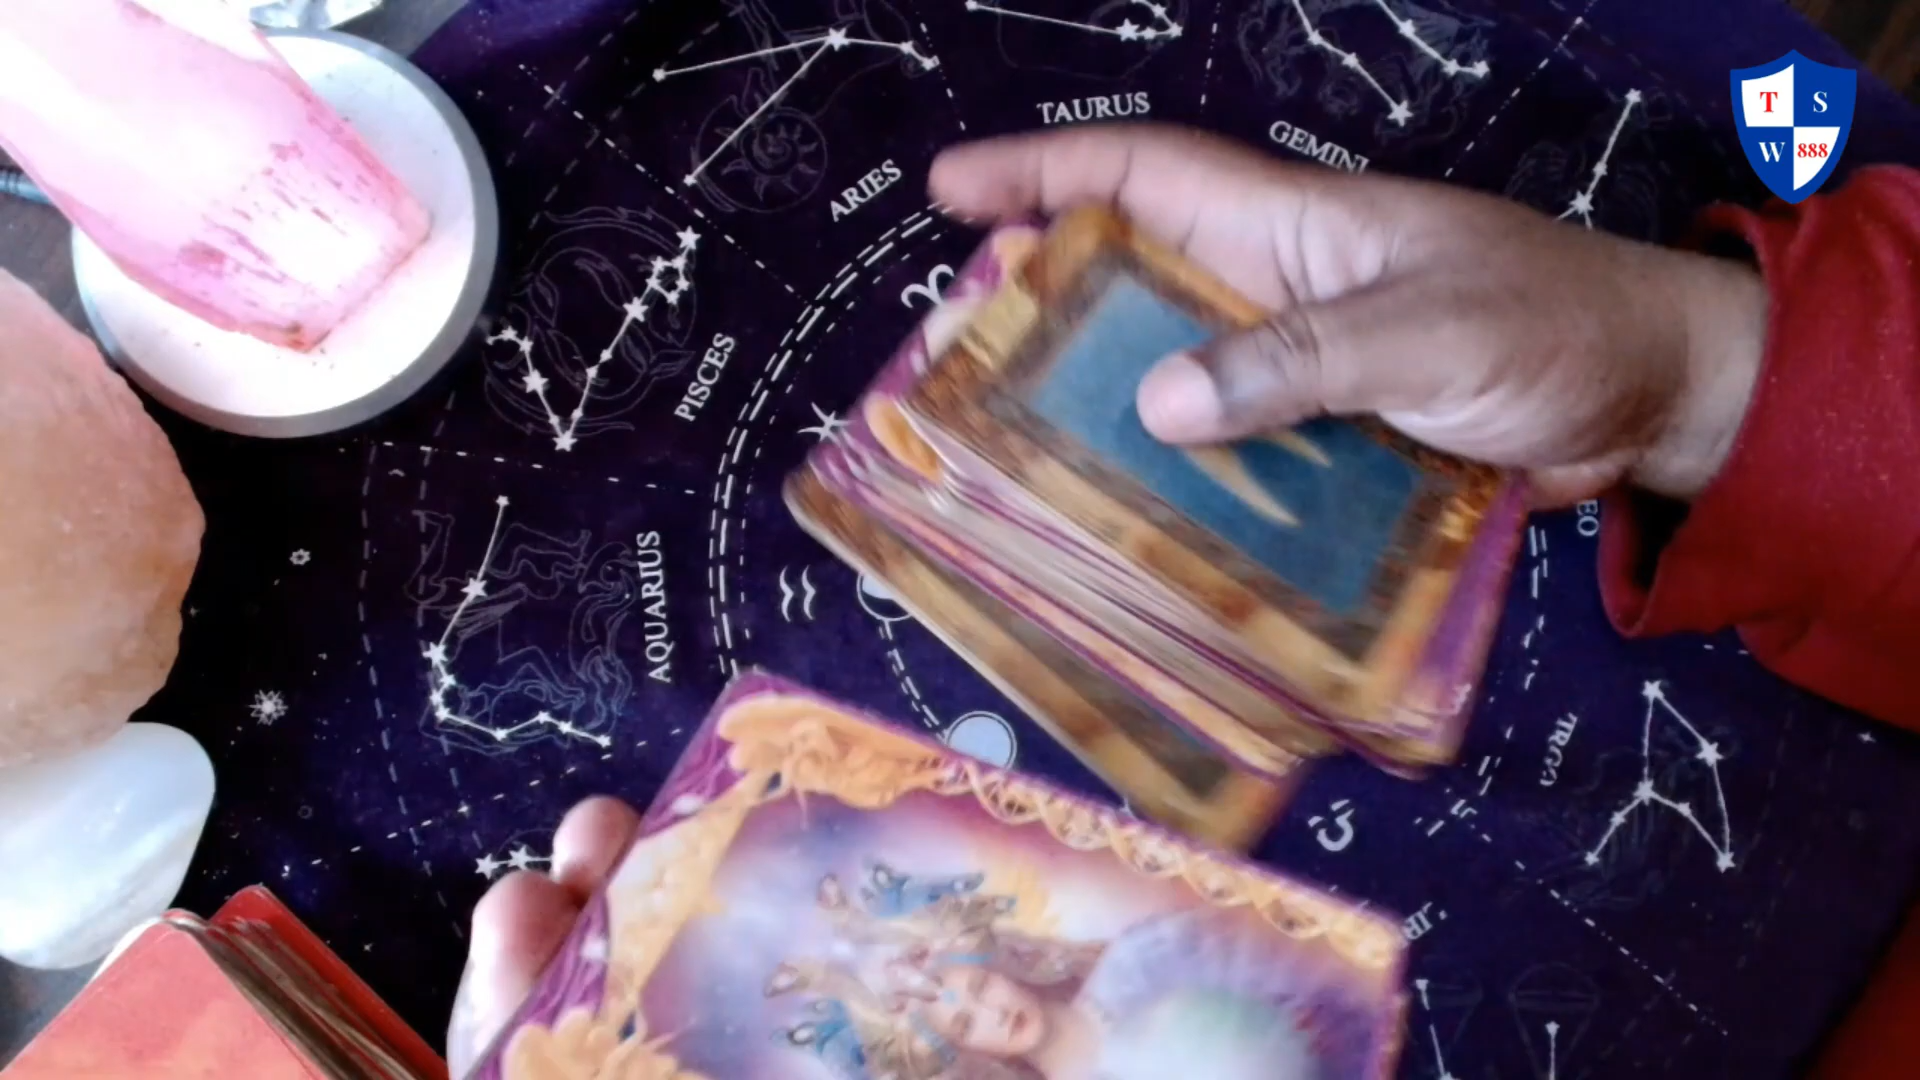 TAURUS
GEMINI
ARIES
PISCES
AQUARIUS
T S
W 888